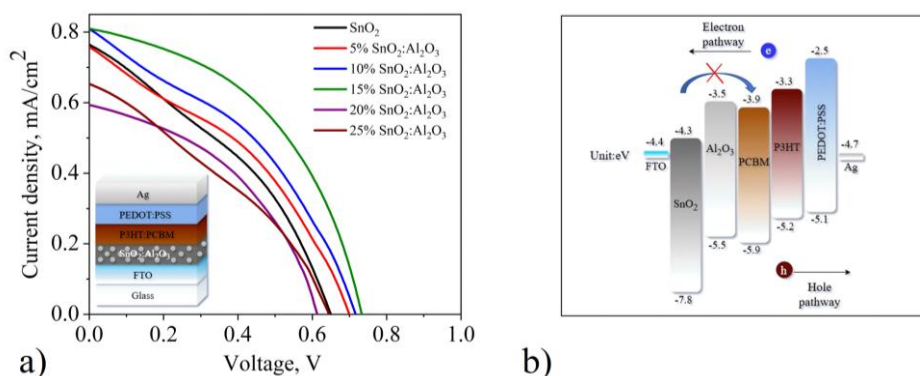 0.8
0.6
0.4
0.2
0.0
Current density, mA/cm²
SnO₂
5% SnO₂:Al₂O₃
10% SnO₂:Al₂O₃
15% SnO₂:Al₂O₃
20% SnO₂:Al₂O₃
25% SnO₂:Al₂O₃
Ag
PEDOT:PSS
P3HT:PCBM
SnO₂:Al₂O₃
FTO
Glass
0.0 0.2 0.4 0.6 0.8 1.0
Voltage, V
a)
Electron
pathway
e
-2.5
-3.3
-3.5
-3.9
-4.3
-4.4
-4.7
Unit:eV
FTO
SnO₂
Al₂O₃
PCBM
P3HT
PEDOT:PSS
Ag
-5.1
-5.2
-5.5
-5.9
h
Hole
pathway
-7.8
b)